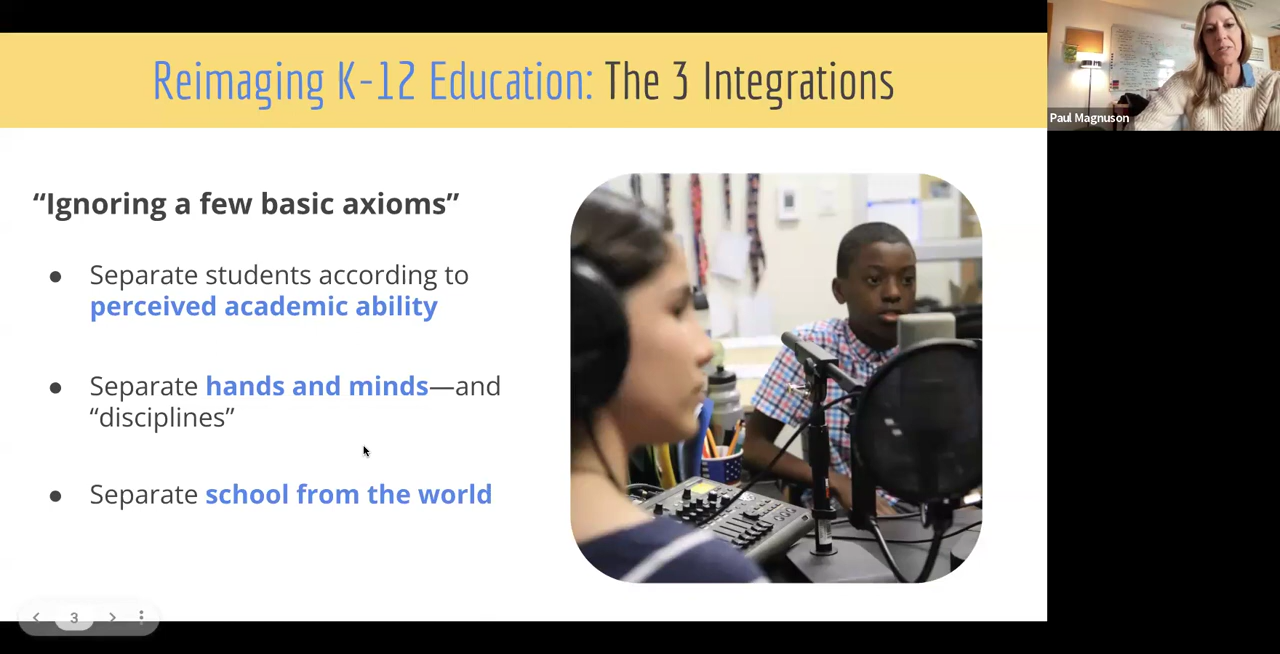 Reimaging K-12 Education: The 3 Integrations
Paul Magnuson
“Ignoring a few basic axioms”
● Separate students according to
perceived academic ability
● Separate hands and minds—and
“disciplines”
● Separate school from the world
3